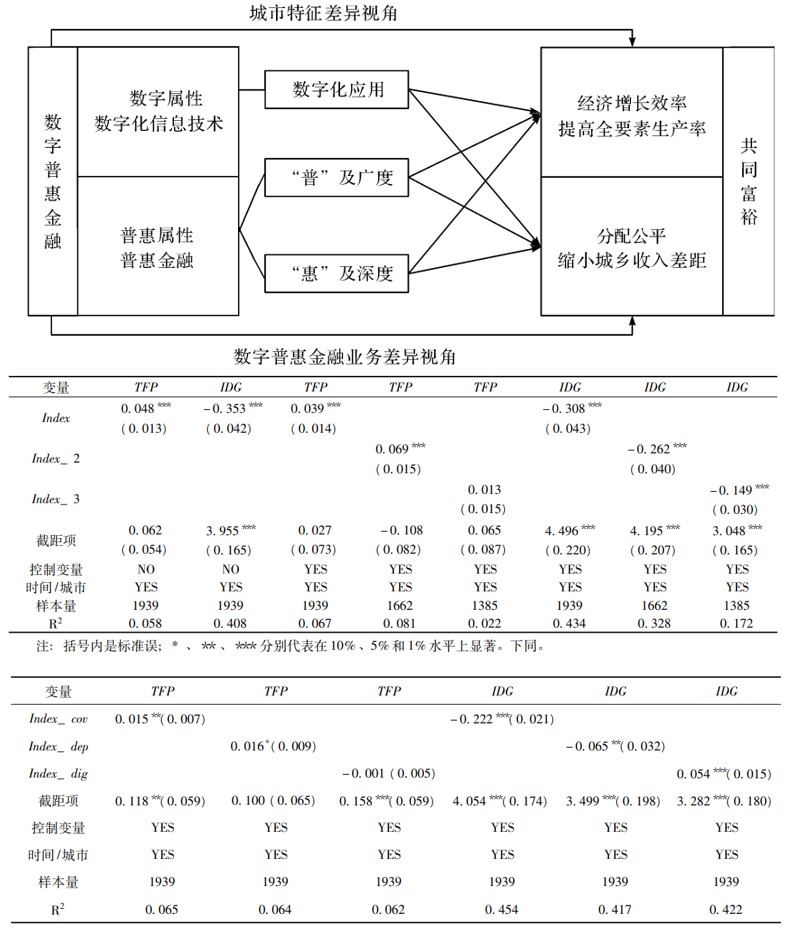 城市特征差异视角
数字普惠金融
数字属性
数字化信息技术
普惠属性
普惠金融
数字化应用
“普”及广度
“惠”及深度
经济增长效率
提高全要素生产率
分配公平
缩小城乡收入差距
共同富裕
数字普惠金融业务差异视角
变量 TFP IDG TFP TFP TFP IDG IDG IDG
Index 0.048*** -0.353*** 0.039*** -0.308***
(0.013) (0.042) (0.014) (0.043)
Index_2 0.069*** -0.262***
(0.015) (0.040)
Index_3 0.013 -0.149***
(0.015) (0.030)
截距项 0.062 3.955*** 0.027 -0.108 0.065 4.496*** 4.195*** 3.048***
(0.054) (0.165) (0.073) (0.082) (0.087) (0.220) (0.207) (0.165)
控制变量 NO NO YES YES YES YES YES YES
时间/城市 YES YES YES YES YES YES YES YES
样本量 1939 1939 1939 1662 1385 1939 1662 1385
R² 0.058 0.408 0.067 0.081 0.022 0.434 0.328 0.172
注：括号内是标准误；*、**、***分别代表在10%、5%和1%水平上显著。下同。
变量 TFP TFP TFP IDG IDG IDG
Index_cov 0.015**(0.007) -0.222***(0.021)
Index_dep 0.016*(0.009) -0.065**(0.032)
Index_dig -0.001(0.005) 0.054***(0.015)
截距项 0.118**(0.059) 0.100(0.065) 0.158***(0.059) 4.054***(0.174) 3.499***(0.198) 3.282***(0.180)
控制变量 YES YES YES YES YES YES
时间/城市 YES YES YES YES YES YES
样本量 1939 1939 1939 1939 1939 1939
R² 0.065 0.064 0.062 0.454 0.417 0.422